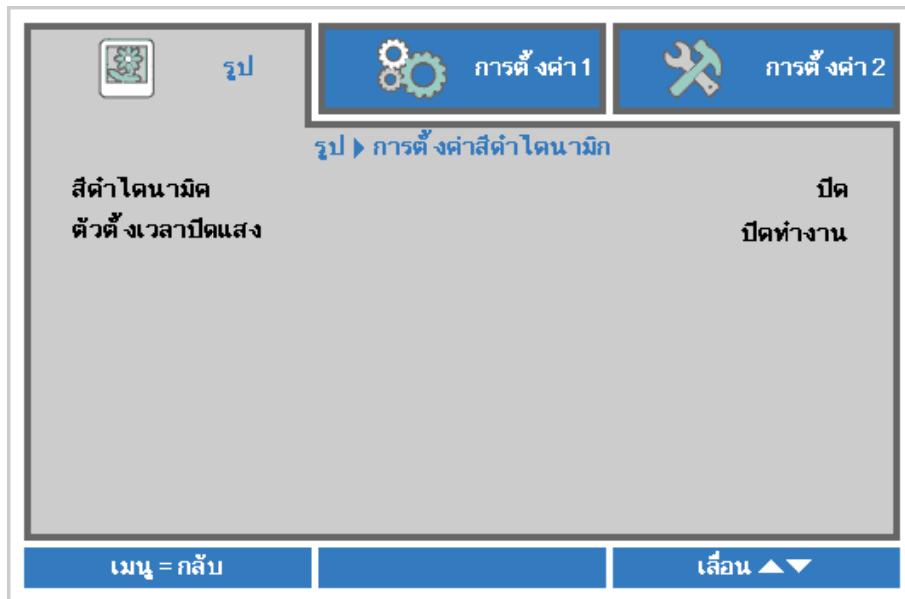 รูป
การตั้งค่า 1
การตั้งค่า 2
รูป ▶ การตั้งค่าสีดำไดนามิก
สีดำไดนามิค ปิด
ตัวตั้งเวลาปิดแสง ปิดทำงาน
เมนู = กลับ
เลื่อน ▲▼